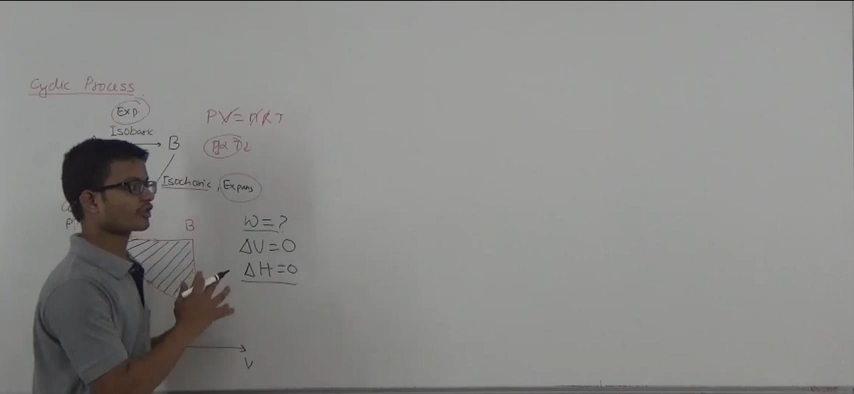 Cyclic Process
Exp
Isobaric
B
PV = nRT
Isochoric, Expans
B
W = ?
ΔU = 0
ΔH = 0
V